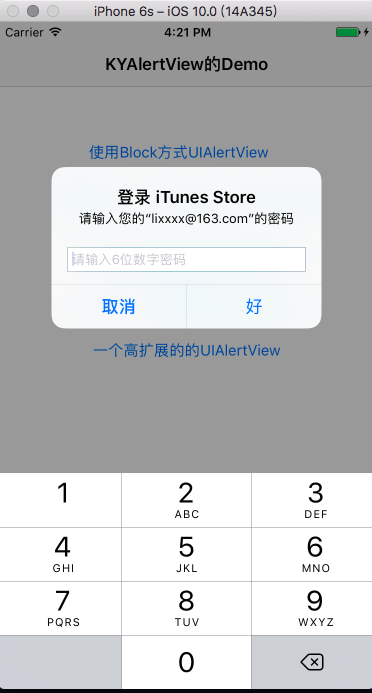 iPhone 6s – iOS 10.0 (14A345)
Carrier 4:21 PM
KYAlertView的Demo
使用Block方式UIAlertView
登录 iTunes Store
请输入您的“lixxxx@163.com”的密码
请输入6位数字密码
取消 好
一个高扩展的的UIAlertView
1 2 3
ABC DEF
4 5 6
GHI JKL MNO
7 8 9
PQRS TUV WXYZ
0